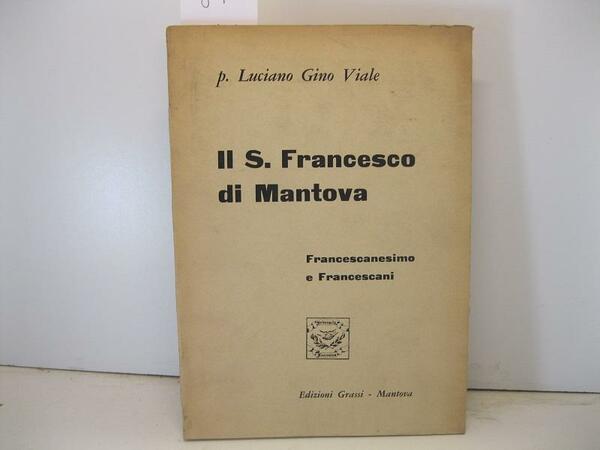 p. Luciano Gino Viale
Il S. Francesco
di Mantova
Francescanesimo
e Francescani
Edizioni Grassi - Mantova